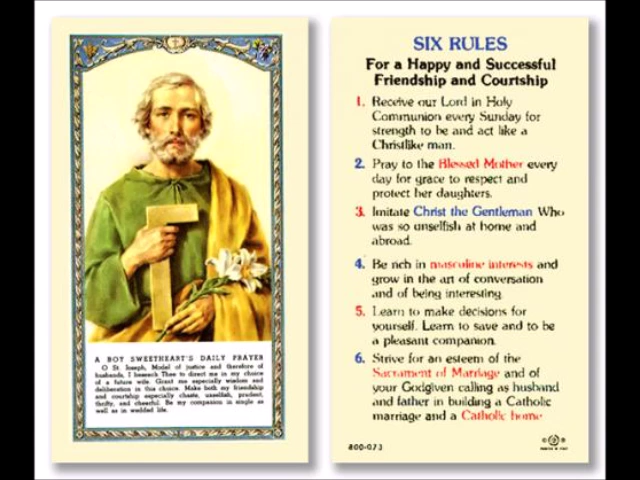 A BOY SWEETHEART'S DAILY PRAYER
O St. Joseph, Model of justice and therefore of
husbands, I beseech Thee to direct me in my choice
of a future wife. Grant me especially wisdom and
deliberation in this choice. Make both my friendship
and courtship especially chaste, unselfish, prudent,
thrifty, and cheerful. Be my companion in single as
well as in wedded life.
SIX RULES
For a Happy and Successful
Friendship and Courtship
1. Receive our Lord in Holy
Communion every Sunday for
strength to be and act like a
Christlike man.
2. Pray to the Blessed Mother every
day for grace to respect and
protect her daughters.
3. Imitate Christ the Gentleman Who
was so unselfish at home and
abroad.
4. Be rich in masculine interests and
grow in the art of conversation
and of being interesting.
5. Learn to make decisions for
yourself. Learn to save and to be
a pleasant companion.
6. Strive for an esteem of the
Sacrament of Marriage and of
your Godgiven calling as husband
and father in building a Catholic
marriage and a Catholic home
800-073